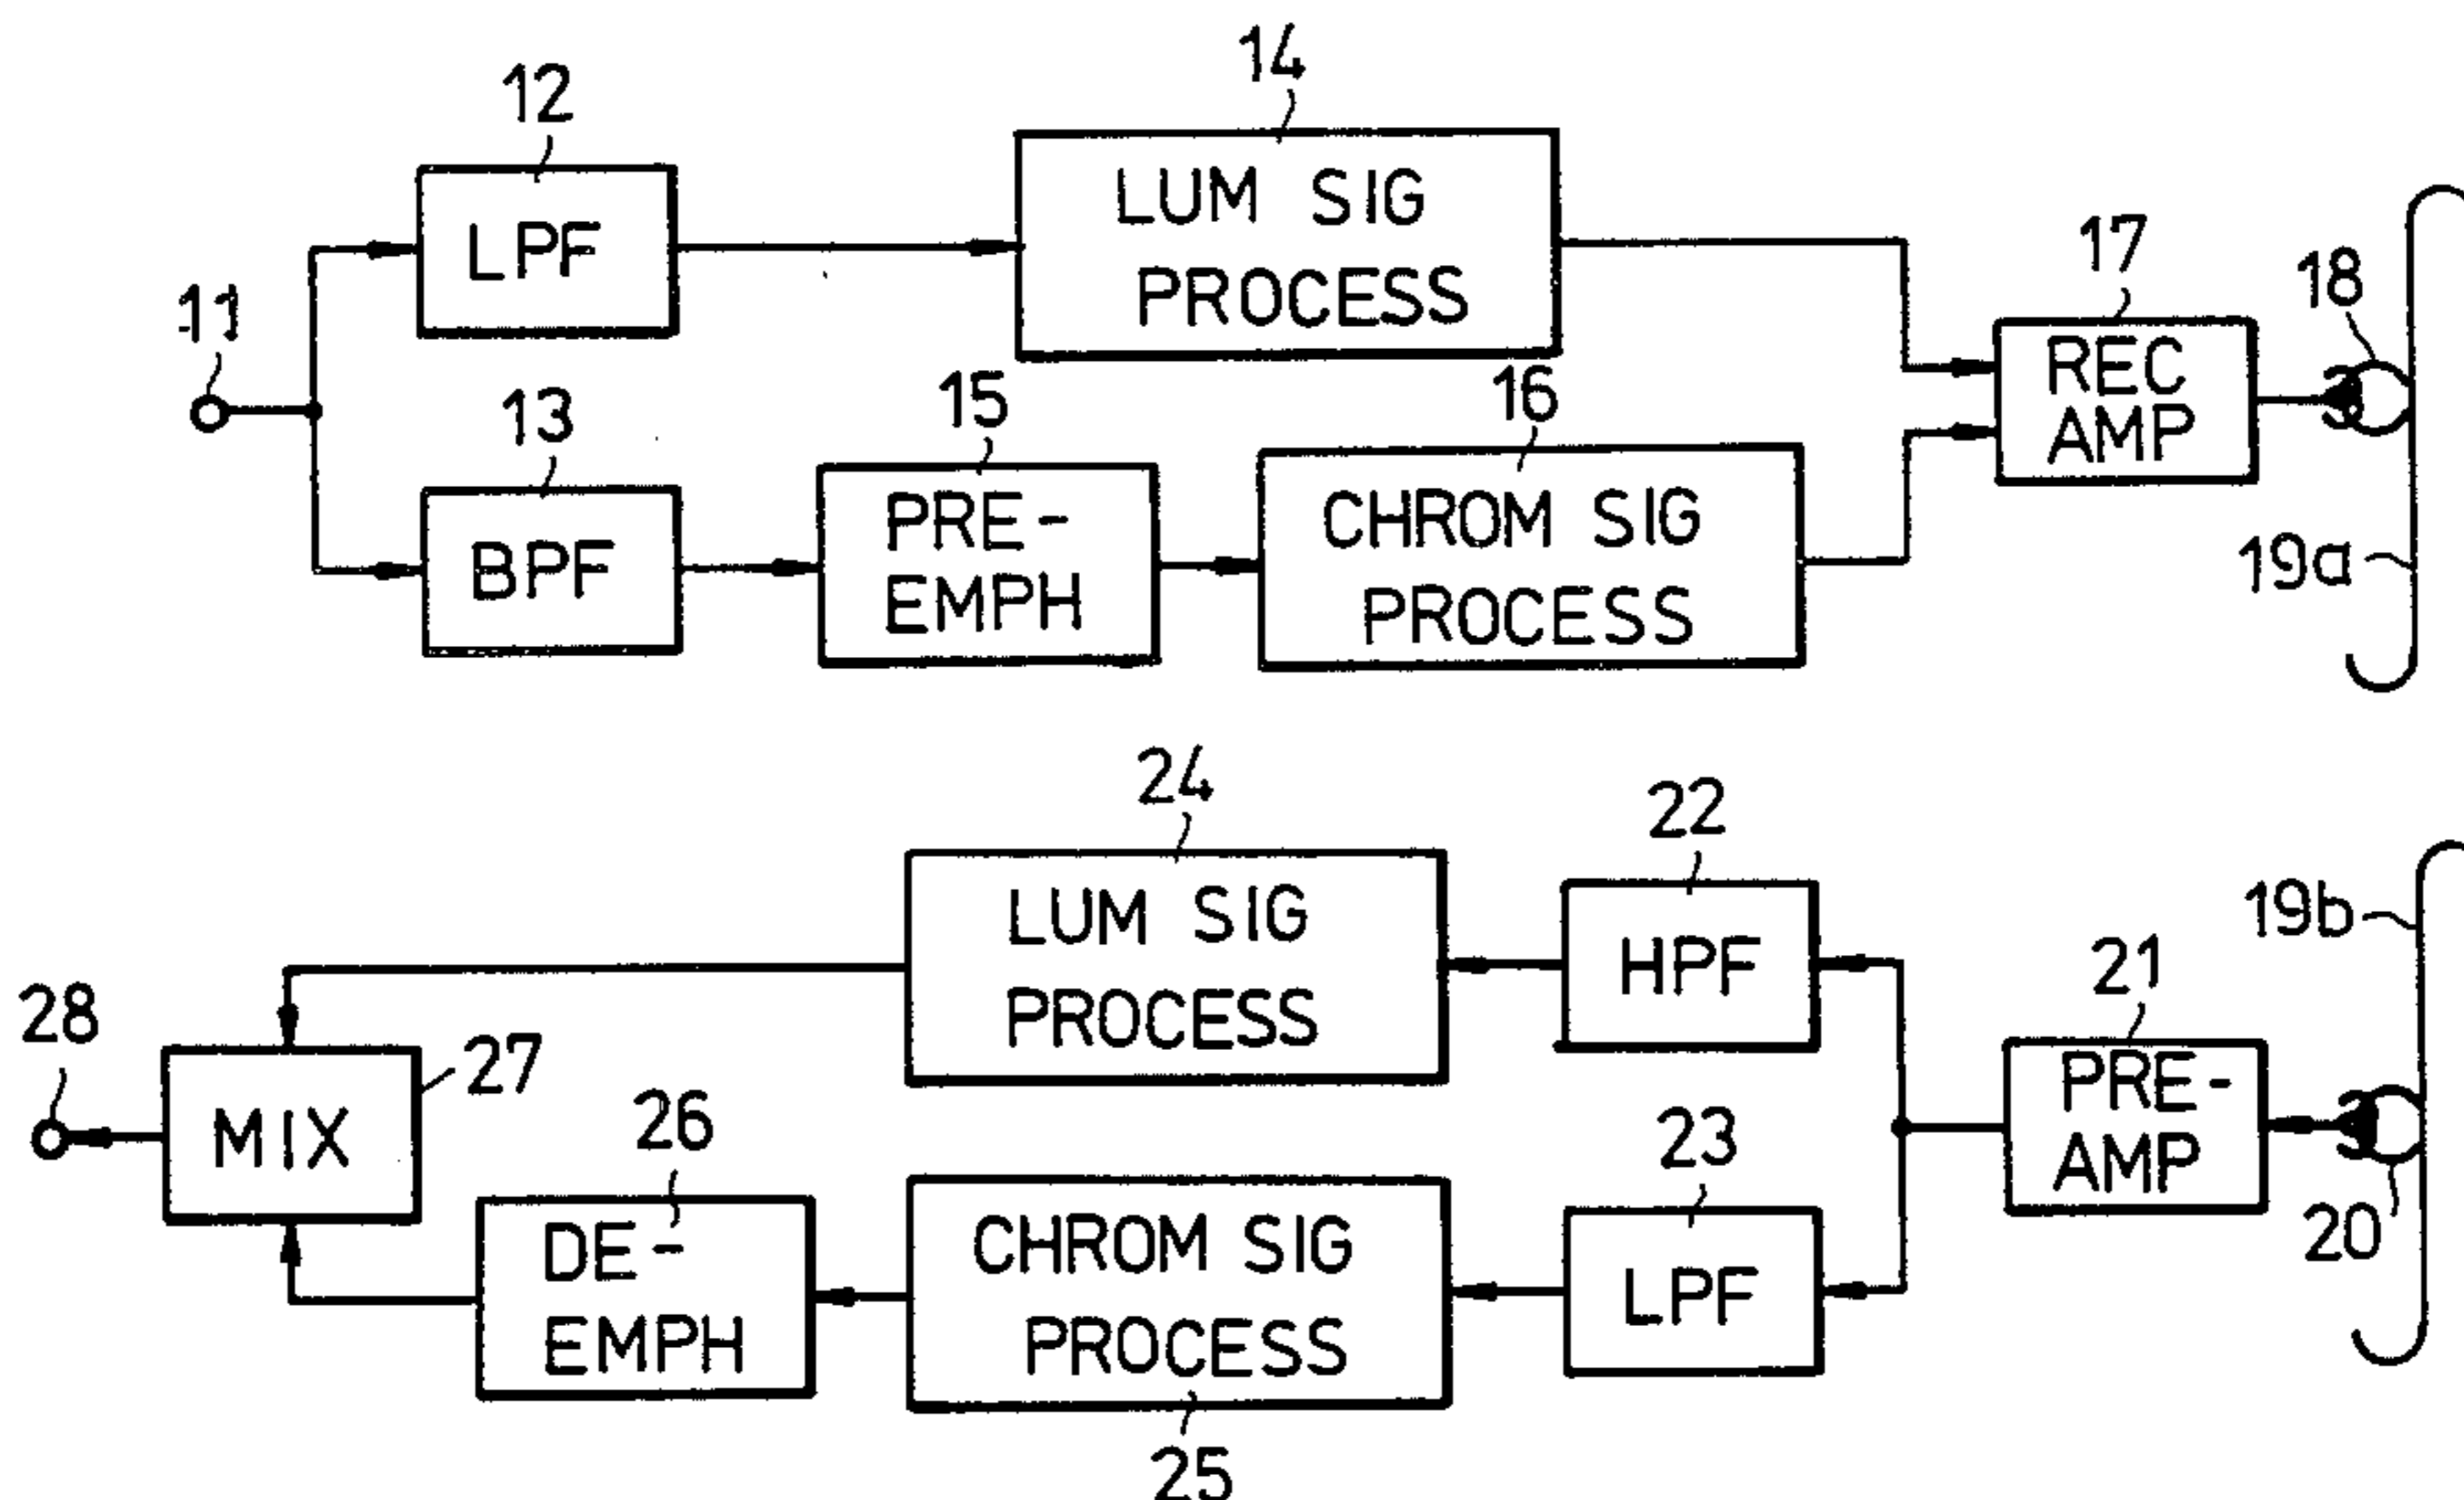 14
12
LUM SIG
PROCESS
LPF
17
18
11
REC
AMP
13
15
16
BPF
PRE-
EMPH
CHROM SIG
PROCESS
19a
24
22
LUM SIG
PROCESS
HPF
19b
21
28
27
PRE-
AMP
MIX
26
23
DE-
EMPH
CHROM SIG
PROCESS
LPF
20
25